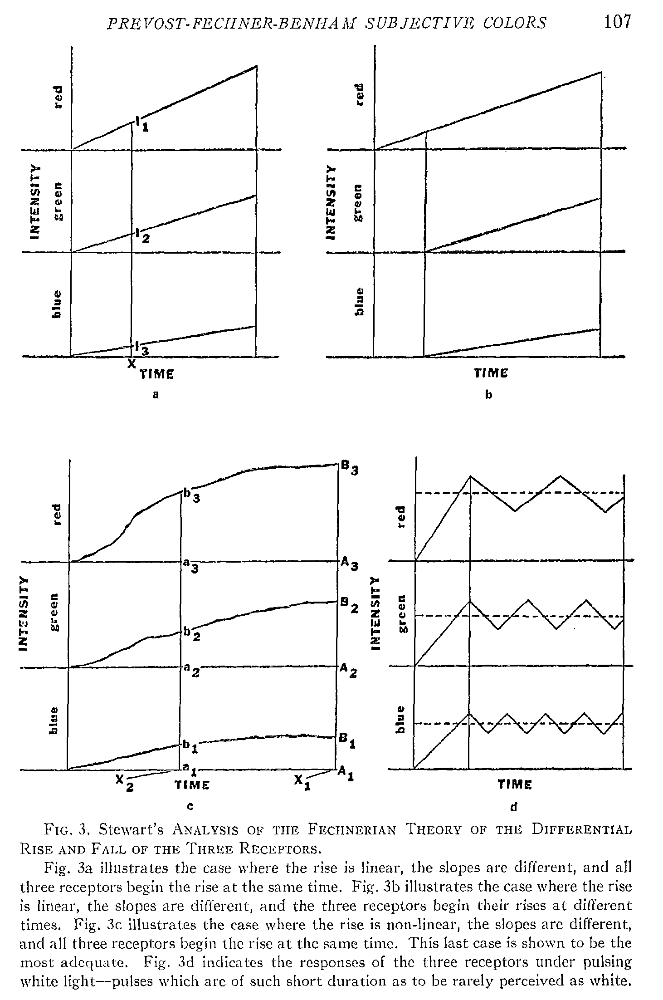 PREVOST-FECHNER-BENHAM SUBJECTIVE COLORS 107
red
I1
INTENSITY
green
I2
blue
I3
X
TIME
a
red
INTENSITY
green
blue
TIME
b
B3
b3
red
a3
A3
INTENSITY
green
B2
b2
a2
A2
blue
b1
B1
a1
A1
X2
X1
TIME
c
red
INTENSITY
green
blue
TIME
d
FIG. 3. Stewart's ANALYSIS OF THE FECHNERIAN THEORY OF THE DIFFERENTIAL
RISE AND FALL OF THE THREE RECEPTORS.
Fig. 3a illustrates the case where the rise is linear, the slopes are different, and all
three receptors begin the rise at the same time. Fig. 3b illustrates the case where the rise
is linear, the slopes are different, and the three receptors begin their rises at different
times. Fig. 3c illustrates the case where the rise is non-linear, the slopes are different,
and all three receptors begin the rise at the same time. This last case is shown to be the
most adequate. Fig. 3d indicates the responses of the three receptors under pulsing
white light—pulses which are of such short duration as to be rarely perceived as white.